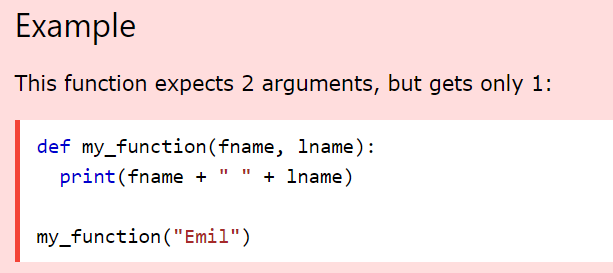 Example
This function expects 2 arguments, but gets only 1:
def my_function(fname, lname):
  print(fname + " " + lname)
my_function("Emil")